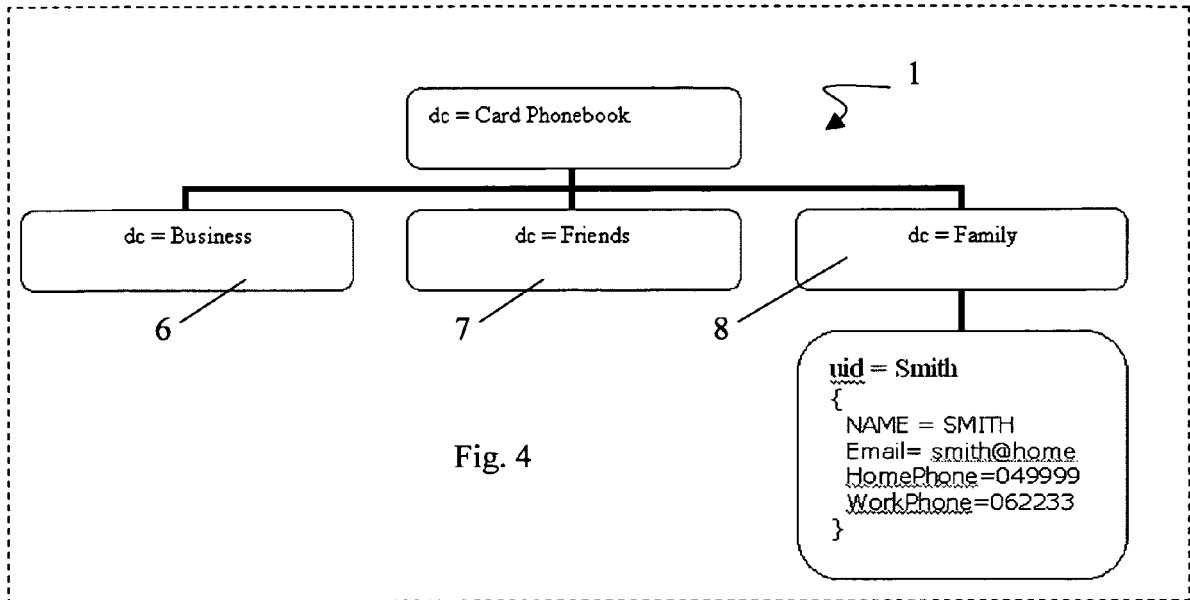 1
dc = Card Phonebook
dc = Business
dc = Friends
dc = Family
6
7
8
uid = Smith
{
NAME = SMITH
Email= smith@home
HomePhone=049999
WorkPhone=062233
}
Fig. 4